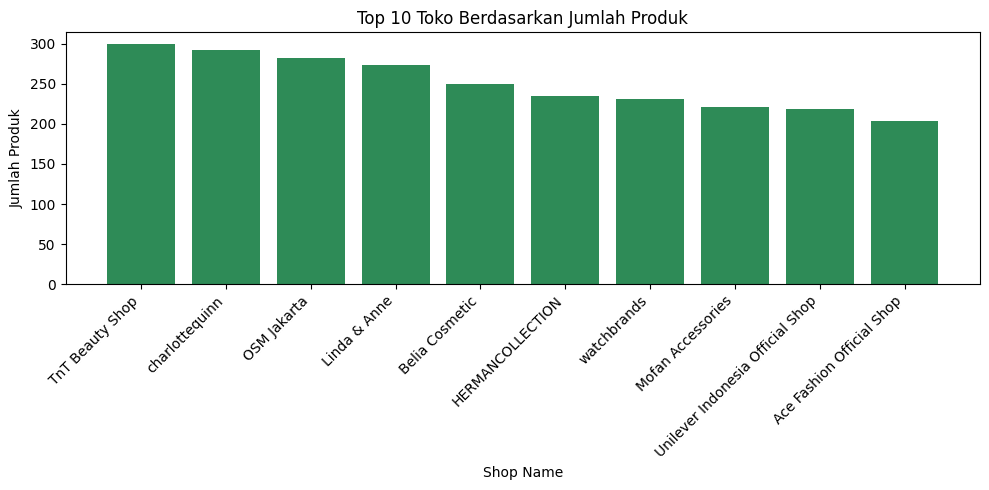 Top 10 Toko Berdasarkan Jumlah Produk
Jumlah Produk
300
250
200
150
100
50
0
TnT Beauty Shop
charlottequinn
OSM Jakarta
Linda & Anne
Belia Cosmetic
HERMANCOLLECTION
watchbrands
Mofan Accessories
Unilever Indonesia Official Shop
Ace Fashion Official Shop
Shop Name